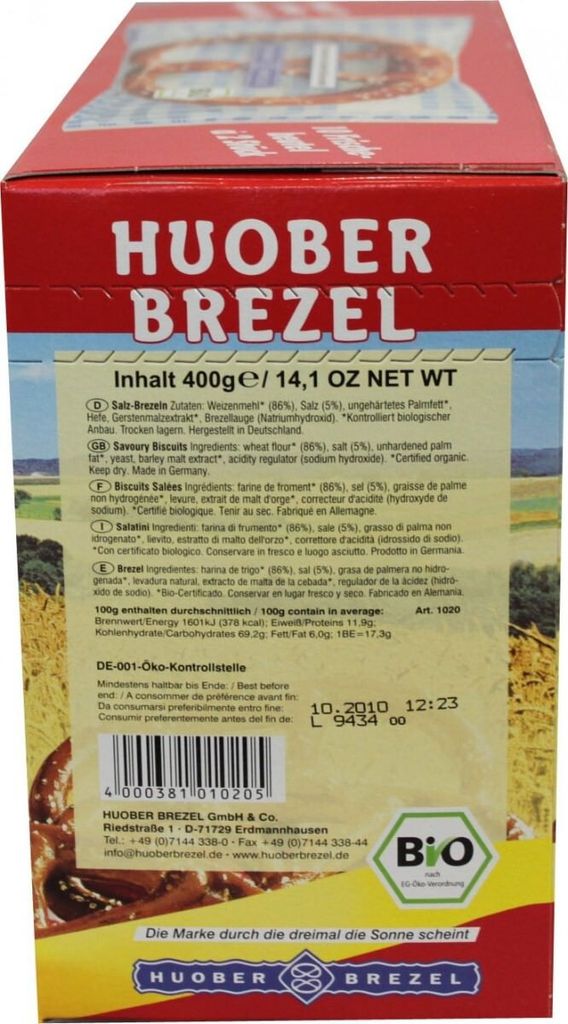 10 Frische-
beutel
à 2 Stück
HUOBER
BREZEL
Inhalt 400g℮/ 14,1 OZ NET WT
D Salz-Brezeln Zutaten: Weizenmehl* (86%), Salz (5%), ungehärtetes Palmfett*,
Hefe, Gerstenmalzextrakt*, Brezellauge (Natriumhydroxid). *Kontrolliert biologischer
Anbau. Trocken lagern. Hergestellt in Deutschland.
GB Savoury Biscuits Ingredients: wheat flour* (86%), salt (5%), unhardened palm
fat*, yeast, barley malt extract*, acidity regulator (sodium hydroxide). *Certified organic.
Keep dry. Made in Germany.
F Biscuits Salées Ingrédients: farine de froment* (86%), sel (5%), graisse de palme
non hydrogenée*, levure, extrait de malt d'orge*, correcteur d'acidité (hydroxyde de
sodium). *Certifié biologique. Tenir au sec. Fabriqué en Allemagne.
I Salatini Ingredienti: farina di frumento* (86%), sale (5%), grasso di palma non
idrogenato*, lievito, estratto di malto dell'orzo*, correttore d'acidità (idrossido di sodio).
*Con certificato biologico. Conservare in fresco e luogo asciutto. Prodotto in Germania.
E Brezel Ingredientes: harina de trigo* (86%), sal (5%), grasa de palmera no hidro-
genada*, levadura natural, extracto de malta de la cebada*, regulador de la ácidez (hidró-
xido de sodio). *Bio-Certificado. Conservar en lugar fresco y seco. Fabricado en Alemania.
100g enthalten durchschnittlich / 100g contain in average: Art. 1020
Brennwert/Energy 1601kJ (378 kcal); Eiweiß/Proteins 11,9g;
Kohlenhydrate/Carbohydrates 69,2g; Fett/Fat 6,0g; 1BE=17,3g
DE-001-Öko-Kontrollstelle
Mindestens haltbar bis Ende: / Best before
end: / A consommer de préférence avant fin:
Da consumarsi preferibilmente entro fine:
Consumir preferentemente antes del fin de:
10.2010 12:23
L 9434 00
4 000381 010205
HUOBER BREZEL GmbH & Co.
Riedstraße 1 · D-71729 Erdmannhausen
Tel.: +49 (0)7144 338-0 · Fax +49 (0)7144 338-44
info@huoberbrezel.de · www.huoberbrezel.de
Bio
nach
EG-Öko-Verordnung
Die Marke durch die dreimal die Sonne scheint
HUOBER BREZEL